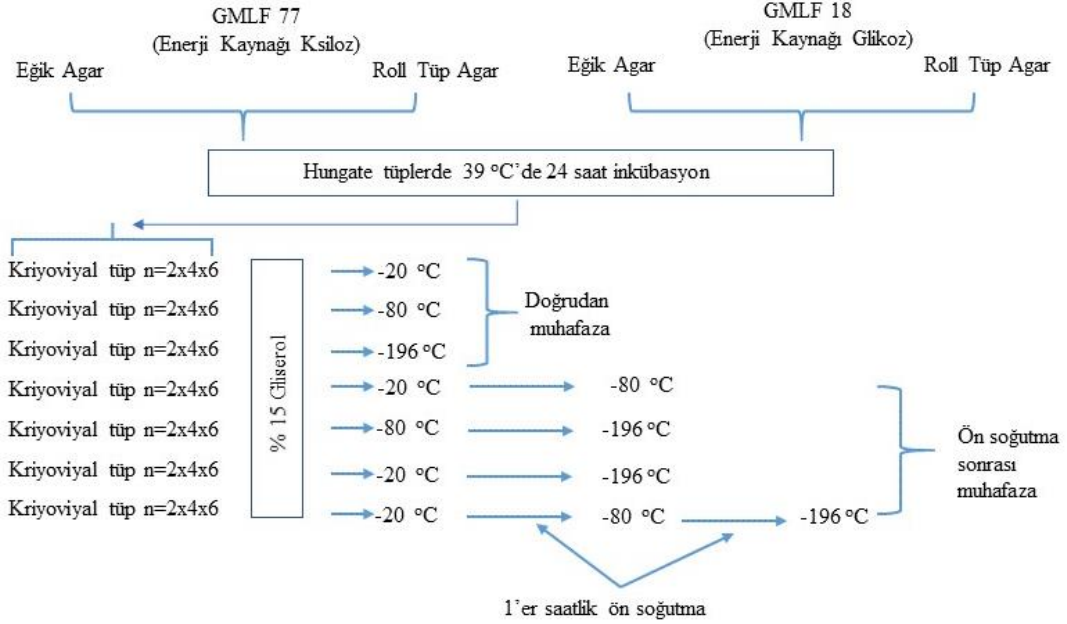 GMLF 77
(Enerji Kaynağı Ksiloz)
Eğik Agar
Roll Tüp Agar
GMLF 18
(Enerji Kaynağı Glikoz)
Eğik Agar
Roll Tüp Agar
Hungate tüplerde 39 °C'de 24 saat inkübasyon
Kriyoviyal tüp n=2x4x6
Kriyoviyal tüp n=2x4x6
Kriyoviyal tüp n=2x4x6
Kriyoviyal tüp n=2x4x6
Kriyoviyal tüp n=2x4x6
Kriyoviyal tüp n=2x4x6
Kriyoviyal tüp n=2x4x6
% 15 Gliserol
-20 °C
-80 °C
-196 °C
Doğrudan
muhafaza
-20 °C
-80 °C
-80 °C
-196 °C
-20 °C
-196 °C
-20 °C
-80 °C
-196 °C
Ön soğutma
sonrası
muhafaza
1'er saatlik ön soğutma